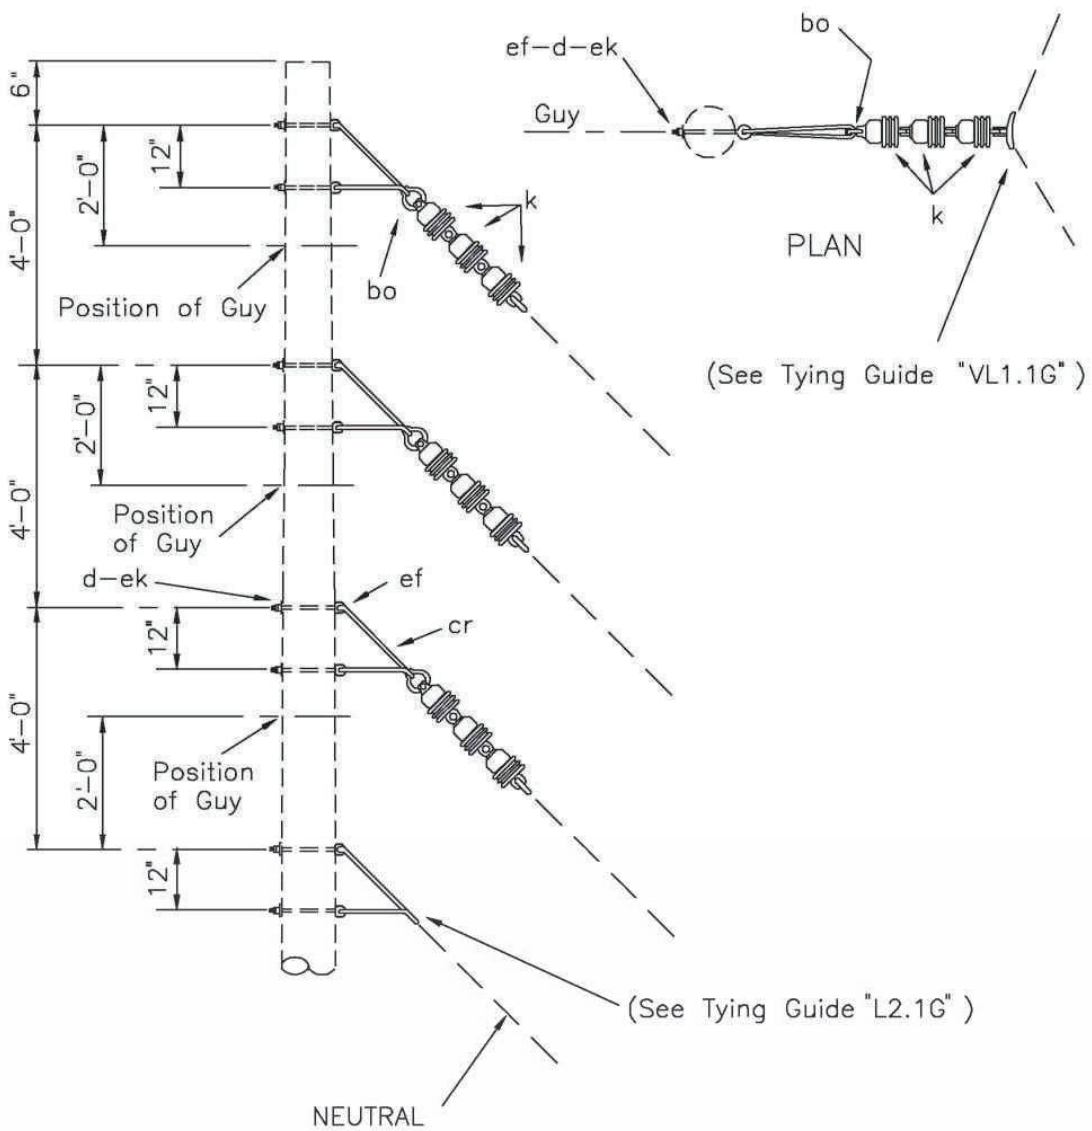 6"
2'-0"
12"
4'-0"
Position of Guy
bo
k
ef-d-ek
bo
Guy
k
PLAN
(See Tying Guide "VL1.1G")
2'-0"
12"
4'-0"
Position
of Guy
d-ek
ef
cr
12"
4'-0"
2'-0"
Position
of Guy
12"
(See Tying Guide "L2.1G")
NEUTRAL